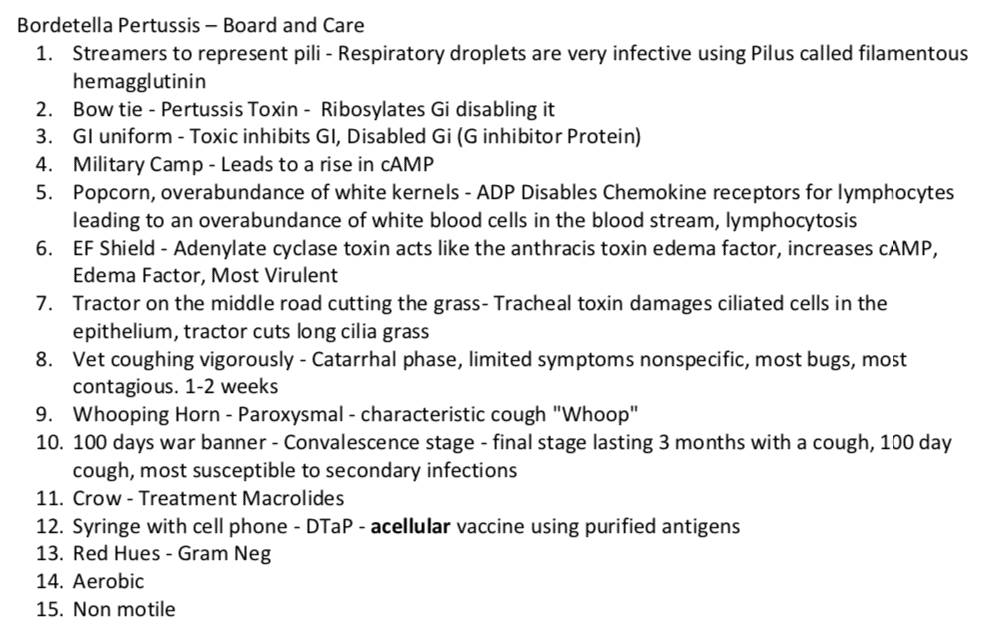 Bordetella Pertussis – Board and Care
1. Streamers to represent pili - Respiratory droplets are very infective using Pilus called filamentous
hemagglutinin
2. Bow tie - Pertussis Toxin - Ribosylates Gi disabling it
3. GI uniform - Toxic inhibits GI, Disabled Gi (G inhibitor Protein)
4. Military Camp - Leads to a rise in cAMP
5. Popcorn, overabundance of white kernels - ADP Disables Chemokine receptors for lymphocytes
leading to an overabundance of white blood cells in the blood stream, lymphocytosis
6. EF Shield - Adenylate cyclase toxin acts like the anthracis toxin edema factor, increases cAMP,
Edema Factor, Most Virulent
7. Tractor on the middle road cutting the grass- Tracheal toxin damages ciliated cells in the
epithelium, tractor cuts long cilia grass
8. Vet coughing vigorously - Catarrhal phase, limited symptoms nonspecific, most bugs, most
contagious. 1-2 weeks
9. Whooping Horn - Paroxysmal - characteristic cough "Whoop"
10. 100 days war banner - Convalescence stage - final stage lasting 3 months with a cough, 100 day
cough, most susceptible to secondary infections
11. Crow - Treatment Macrolides
12. Syringe with cell phone - DTaP - acellular vaccine using purified antigens
13. Red Hues - Gram Neg
14. Aerobic
15. Non motile